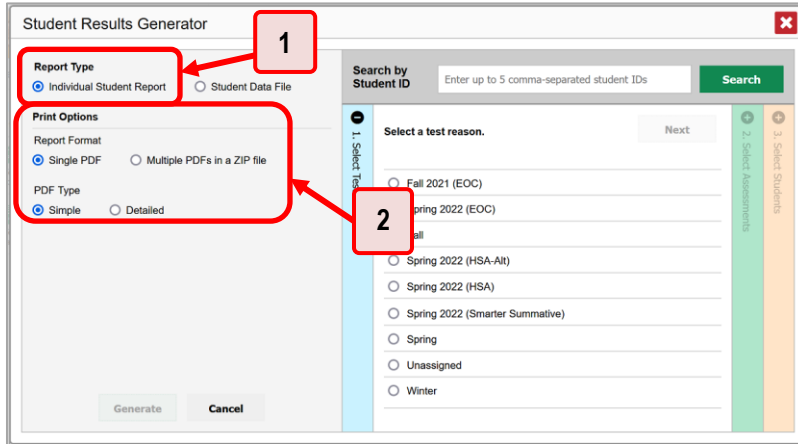 Student Results Generator
1
Report Type
Individual Student Report
Student Data File
Print Options
Report Format
Single PDF
Multiple PDFs in a ZIP file
PDF Type
Simple
Detailed
2
Generate
Cancel
Search by
Student ID
Enter up to 5 comma-separated student IDs
Search
1. Select Tes
Select a test reason.
Next
Fall 2021 (EOC)
pring 2022 (EOC)
all
Spring 2022 (HSA-Alt)
Spring 2022 (HSA)
Spring 2022 (Smarter Summative)
Spring
Unassigned
Winter
2. Select Assessments
3. Select Students